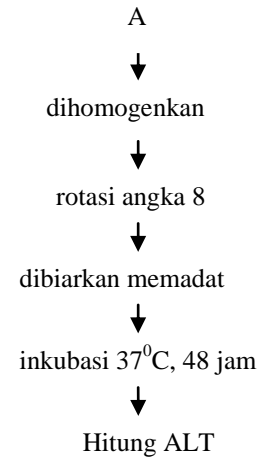 A
dihomogenkan
rotasi angka 8
dibiarkan memadat
inkubasi 37⁰C, 48 jam
Hitung ALT